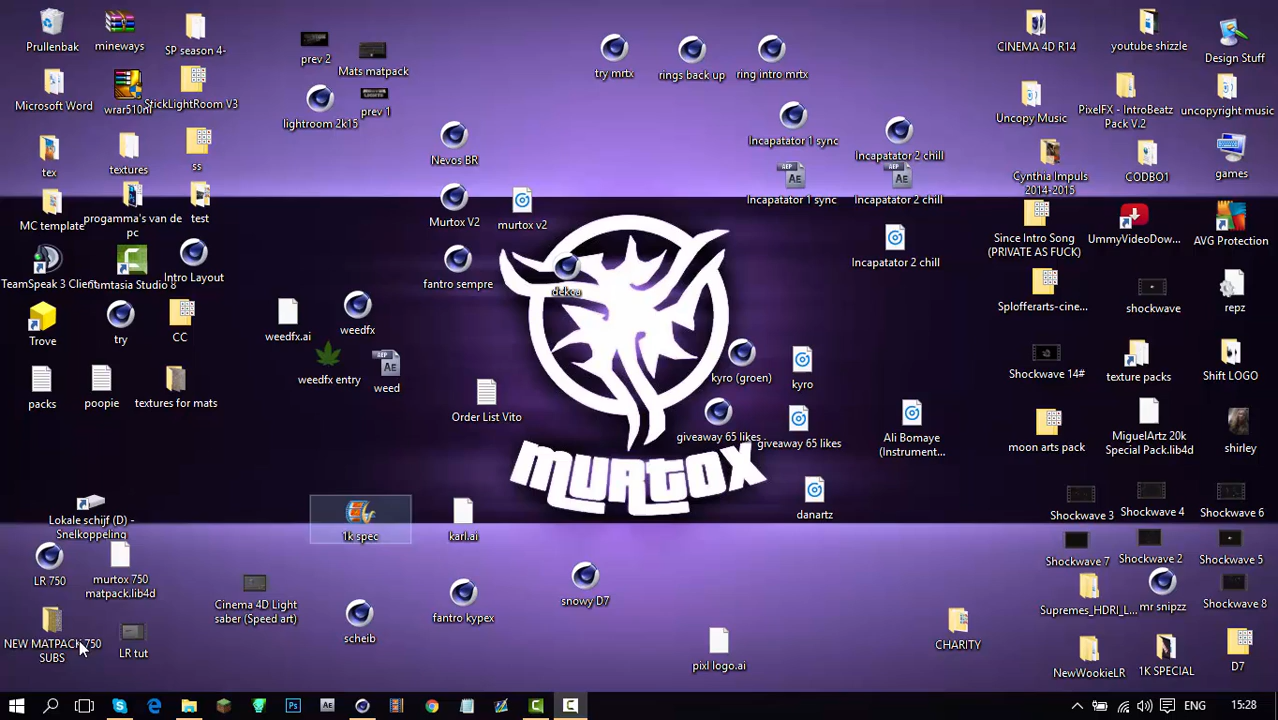 Prullenbak
mineways
SP season 4-
prev 2
Mats matpack
try mrtx
rings back up
ring intro mrtx
CINEMA 4D R14
youtube shizzle
Design Stuff
Microsoft Word
wrar510nl
StickLightRoom V3
lightroom 2k15
prev 1
Uncopy Music
PixelFX - IntroBeatz
Pack V.2
uncopyright music
Incapatator 1 sync
Incapatator 2 chill
Nevos BR
tex
textures
ss
Cynthia Impuls
2014-2015
CODBO1
games
MC template
progamma's van de
pc
test
Murtox V2
murtox v2
Incapatator 1 sync
Incapatator 2 chill
Since Intro Song
(PRIVATE AS FUCK)
UmmyVideoDow...
AVG Protection
TeamSpeak 3 Client
Camtasia Studio 8
Intro Layout
fantro sempre
dekoa
Incapatator 2 chill
Splofferarts-cine...
shockwave
repz
Trove
try
CC
weedfx.ai
weedfx
weedfx entry
weed
kyro (groen)
kyro
Shockwave 14#
texture packs
Shift LOGO
packs
poopie
textures for mats
Order List Vito
giveaway 65 likes
giveaway 65 likes
Ali Bomaye
(Instrument...
moon arts pack
MiguelArtz 20k
Special Pack.lib4d
shirley
MURTOX
Lokale schijf (D) -
Snelkoppeling
1k spec
karl.ai
danartz
Shockwave 3
Shockwave 4
Shockwave 6
LR 750
murtox 750
matpack.lib4d
Cinema 4D Light
saber (Speed art)
scheib
fantro kypex
snowy D7
Shockwave 7
Shockwave 2
Shockwave 5
Supremes_HDRI_L...
mr snipzz
Shockwave 8
NEW MATPACK 750
SUBS
LR tut
pixl logo.ai
CHARITY
NewWookieLR
1K SPECIAL
D7
ENG
15:28